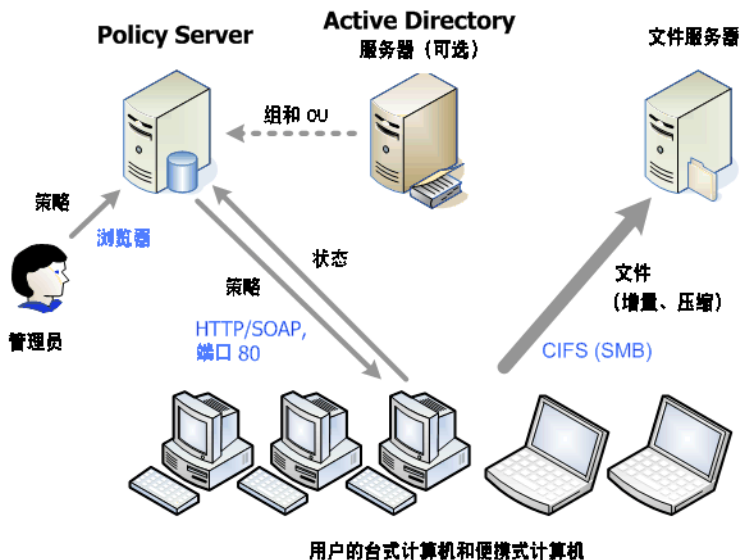 Policy Server
Active Directory
服务器（可选）
文件服务器
组和 OU
策略
浏览器
管理员
状态
策略
HTTP/SOAP,
端口 80
文件
(增量、压缩)
CIFS (SMB)
用户的台式计算机和便携式计算机